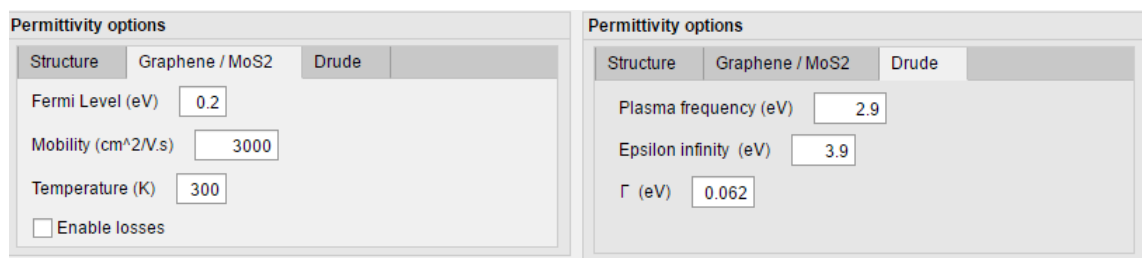 Permittivity options
Structure Graphene / MoS2 Drude
Fermi Level (eV) 0.2
Mobility (cm^2/V.s) 3000
Temperature (K) 300
Enable losses
Permittivity options
Structure Graphene / MoS2 Drude
Plasma frequency (eV) 2.9
Epsilon infinity (eV) 3.9
Γ (eV) 0.062